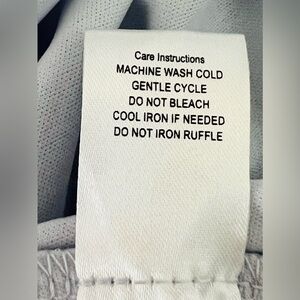 Care Instructions
MACHINE WASH COLD
GENTLE CYCLE
DO NOT BLEACH
COOL IRON IF NEEDED
DO NOT IRON RUFFLE